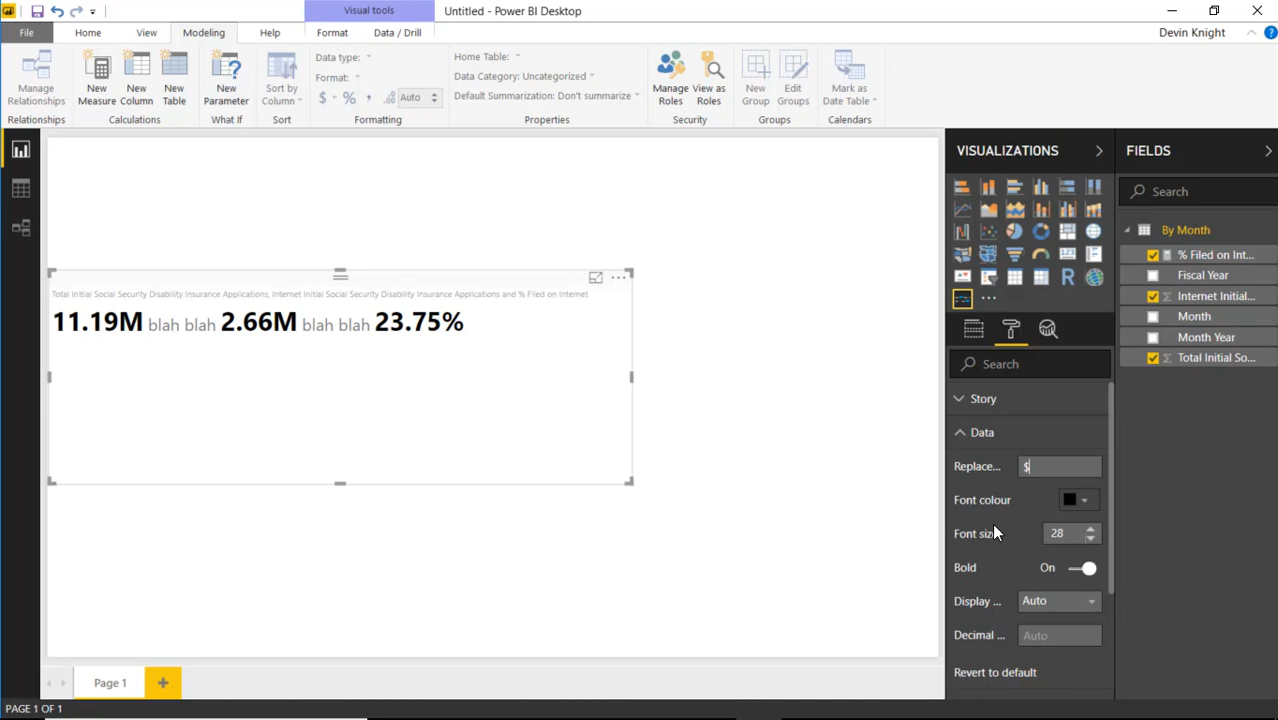 Visual tools
Untitled - Power BI Desktop
File
Home
View
Modeling
Help
Format
Data / Drill
Devin Knight
?
Manage
Relationships
New
Measure
New
Column
New
Table
New
Parameter
Sort by
Column
Data type:
Format:
$ % , Auto
Home Table:
Data Category: Uncategorized
Default Summarization: Don't summarize
Manage
Roles
View as
Roles
New
Group
Edit
Groups
Mark as
Date Table
Relationships
Calculations
What If
Sort
Formatting
Properties
Security
Groups
Calendars
VISUALIZATIONS
FIELDS
Search
By Month
% Filed on Int...
Fiscal Year
Internet Initial...
Month
Month Year
Total Initial So...
R
Total Initial Social Security Disability Insurance Applications, Internet Initial Social Security Disability Insurance Applications and % Filed on Internet
11.19M blah blah 2.66M blah blah 23.75%
Search
Story
Data
Replace... $
Font colour
Font size 28
Bold On
Display ... Auto
Decimal ... Auto
Revert to default
Page 1
PAGE 1 OF 1